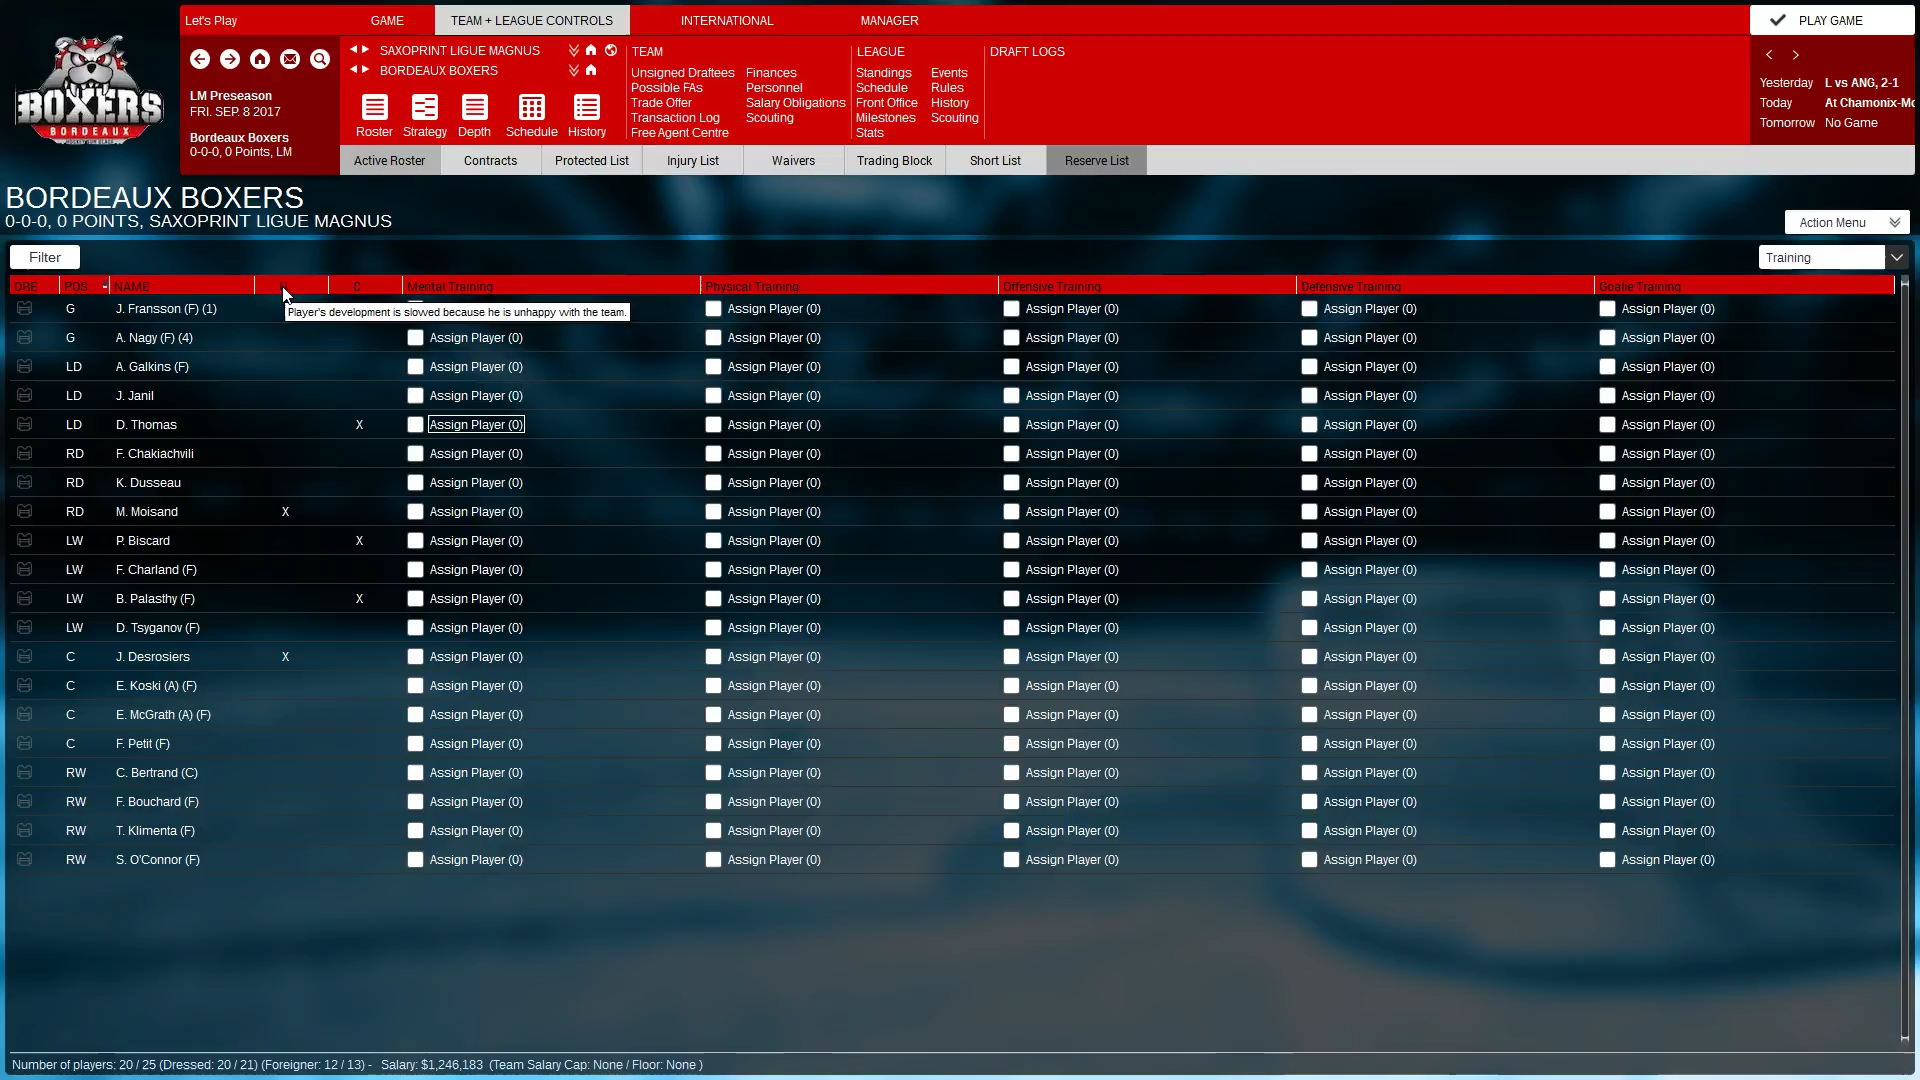 BOXERS
BORDEAUX
Let's Play
GAME
TEAM + LEAGUE CONTROLS
INTERNATIONAL
MANAGER
PLAY GAME
LM Preseason
FRI. SEP. 8 2017
Bordeaux Boxers
0-0-0, 0 Points, LM
SAXOPRINT LIGUE MAGNUS
BORDEAUX BOXERS
Roster Strategy Depth Schedule History
TEAM
Unsigned Draftees Finances
Possible FAs Personnel
Trade Offer Salary Obligations
Transaction Log Scouting
Free Agent Centre
LEAGUE
Standings Events
Schedule Rules
Front Office History
Milestones Scouting
Stats
DRAFT LOGS
Yesterday L vs ANG, 2-1
Today At Chamonix-Mo
Tomorrow No Game
Active Roster Contracts Protected List Injury List Waivers Trading Block Short List Reserve List
BORDEAUX BOXERS
0-0-0, 0 POINTS, SAXOPRINT LIGUE MAGNUS
Action Menu
Filter
Training
DRE POS NAME C Mental Training Physical Training Offensive Training Defensive Training Goalie Training
Player's development is slowed because he is unhappy with the team.
G J. Fransson (F) (1) Assign Player (0) Assign Player (0) Assign Player (0) Assign Player (0)
G A. Nagy (F) (4) Assign Player (0) Assign Player (0) Assign Player (0) Assign Player (0) Assign Player (0)
LD A. Galkins (F) Assign Player (0) Assign Player (0) Assign Player (0) Assign Player (0) Assign Player (0)
LD J. Janil Assign Player (0) Assign Player (0) Assign Player (0) Assign Player (0) Assign Player (0)
LD D. Thomas X Assign Player (0) Assign Player (0) Assign Player (0) Assign Player (0) Assign Player (0)
RD F. Chakiachvili Assign Player (0) Assign Player (0) Assign Player (0) Assign Player (0) Assign Player (0)
RD K. Dusseau Assign Player (0) Assign Player (0) Assign Player (0) Assign Player (0) Assign Player (0)
RD M. Moisand X Assign Player (0) Assign Player (0) Assign Player (0) Assign Player (0) Assign Player (0)
LW P. Biscard X Assign Player (0) Assign Player (0) Assign Player (0) Assign Player (0) Assign Player (0)
LW F. Charland (F) Assign Player (0) Assign Player (0) Assign Player (0) Assign Player (0) Assign Player (0)
LW B. Palasthy (F) X Assign Player (0) Assign Player (0) Assign Player (0) Assign Player (0) Assign Player (0)
LW D. Tsyganov (F) Assign Player (0) Assign Player (0) Assign Player (0) Assign Player (0) Assign Player (0)
C J. Desrosiers X Assign Player (0) Assign Player (0) Assign Player (0) Assign Player (0) Assign Player (0)
C E. Koski (A) (F) Assign Player (0) Assign Player (0) Assign Player (0) Assign Player (0) Assign Player (0)
C E. McGrath (A) (F) Assign Player (0) Assign Player (0) Assign Player (0) Assign Player (0) Assign Player (0)
C F. Petit (F) Assign Player (0) Assign Player (0) Assign Player (0) Assign Player (0) Assign Player (0)
RW C. Bertrand (C) Assign Player (0) Assign Player (0) Assign Player (0) Assign Player (0) Assign Player (0)
RW F. Bouchard (F) Assign Player (0) Assign Player (0) Assign Player (0) Assign Player (0) Assign Player (0)
RW T. Klimenta (F) Assign Player (0) Assign Player (0) Assign Player (0) Assign Player (0) Assign Player (0)
RW S. O'Connor (F) Assign Player (0) Assign Player (0) Assign Player (0) Assign Player (0) Assign Player (0)
Number of players: 20 / 25 (Dressed: 20 / 21) (Foreigner: 12 / 13) - Salary: $1,246,183 (Team Salary Cap: None / Floor: None )